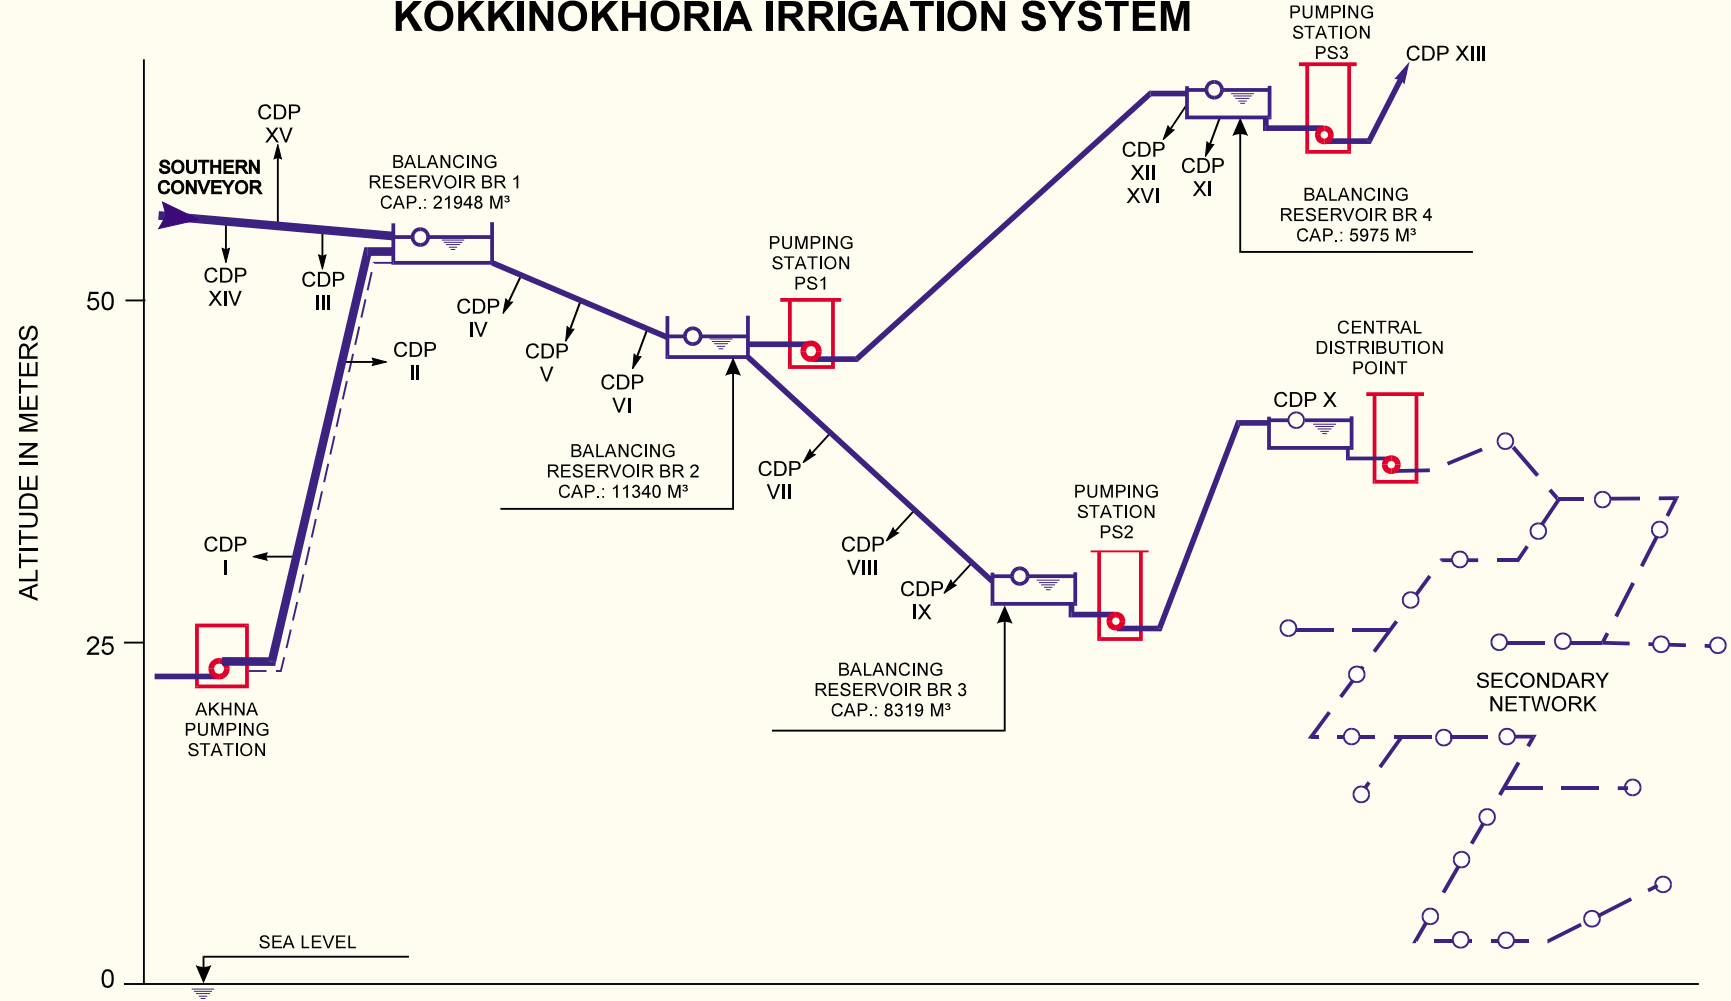 KOKKINOKHORIA IRRIGATION SYSTEM
PUMPING
STATION
PS3
CDP XIII
CDP
XV
SOUTHERN
CONVEYOR
BALANCING
RESERVOIR BR 1
CAP.: 21948 M³
CDP
XII
XVI
CDP
XI
BALANCING
RESERVOIR BR 4
CAP.: 5975 M³
PUMPING
STATION
PS1
CDP
XIV
CDP
III
50
CDP
IV
CDP
V
CDP
VI
CDP
II
CENTRAL
DISTRIBUTION
POINT
CDP X
ALTITUDE IN METERS
BALANCING
RESERVOIR BR 2
CAP.: 11340 M³
CDP
VII
PUMPING
STATION
PS2
CDP
VIII
CDP
IX
CDP
I
25
BALANCING
RESERVOIR BR 3
CAP.: 8319 M³
SECONDARY
NETWORK
AKHNA
PUMPING
STATION
SEA LEVEL
0